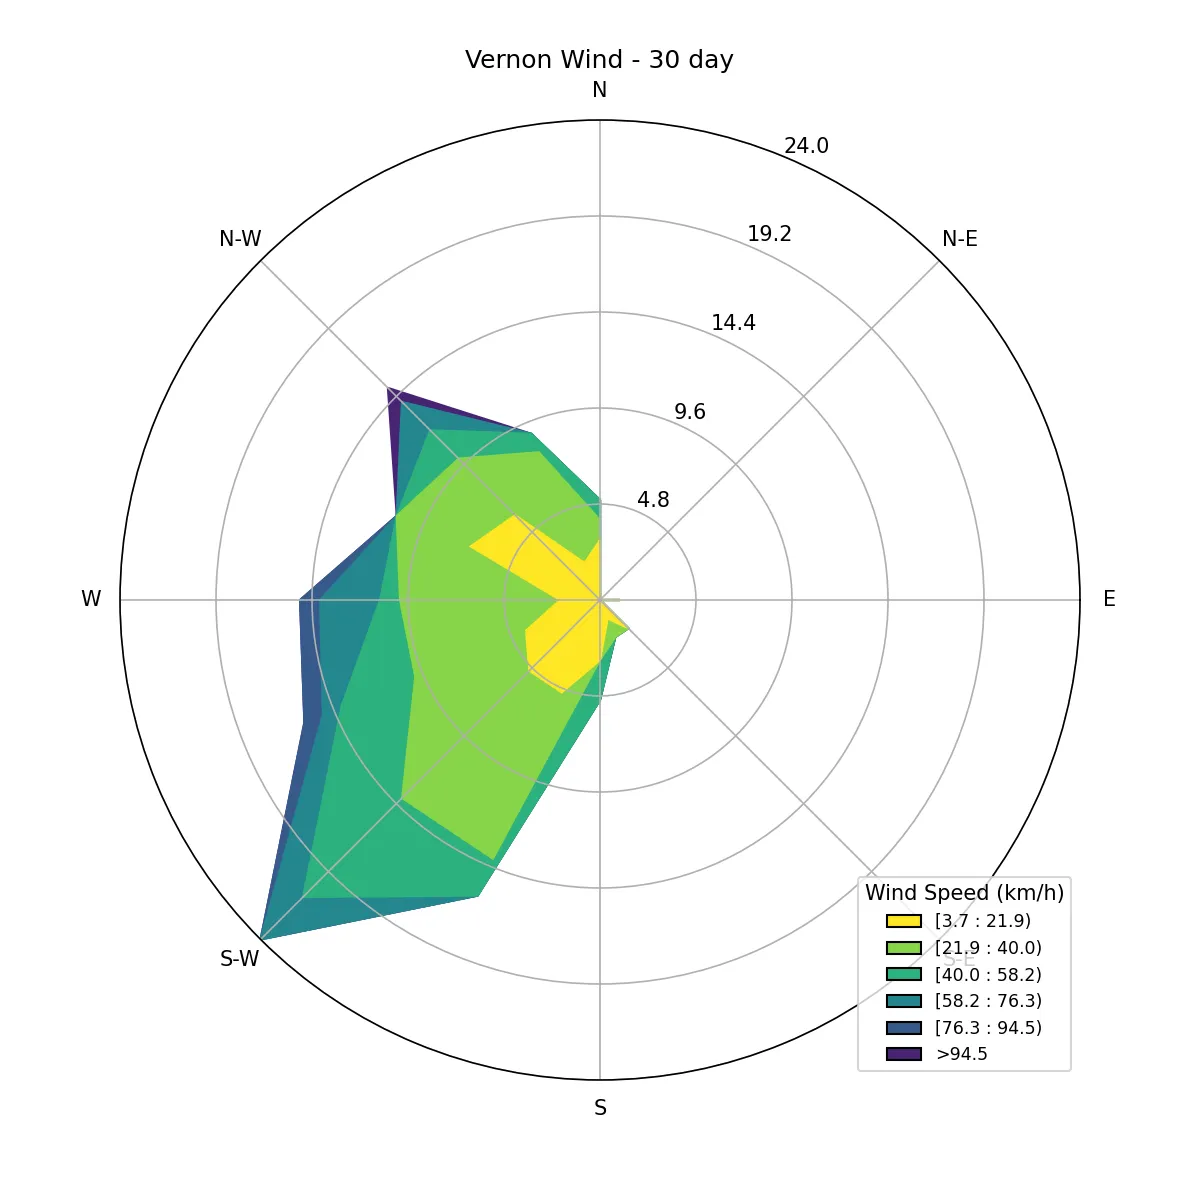 Vernon Wind - 30 day
N
24.0
19.2
N-W
N-E
14.4
9.6
4.8
W
E
Wind Speed (km/h)
[3.7 : 21.9)
[21.9 : 40.0)
S-W
S-E
[40.0 : 58.2)
[58.2 : 76.3)
[76.3 : 94.5)
>94.5
S